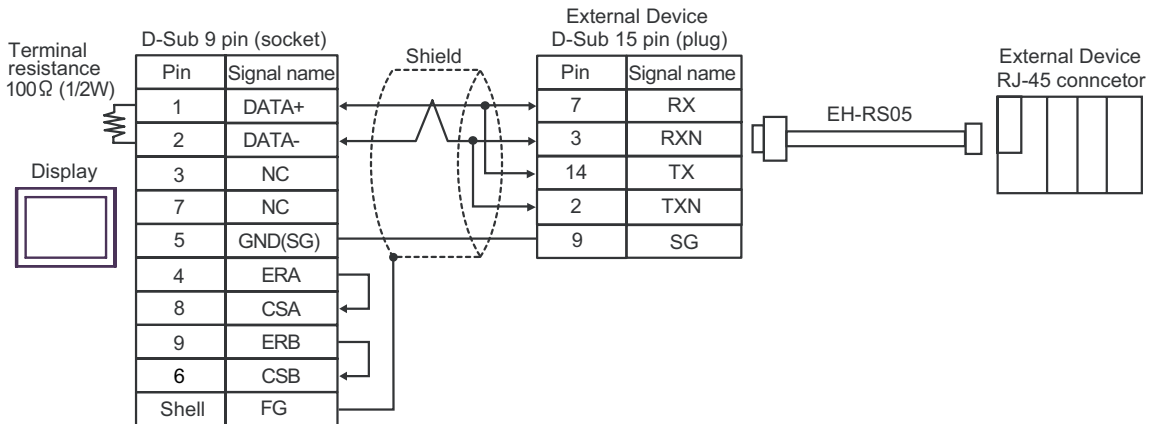 Terminal
resistance
100Ω (1/2W)
Display
D-Sub 9 pin (socket)
Pin Signal name
1 DATA+
2 DATA-
3 NC
7 NC
5 GND(SG)
4 ERA
8 CSA
9 ERB
6 CSB
Shell FG
Shield
External Device
D-Sub 15 pin (plug)
Pin Signal name
7 RX
3 RXN
14 TX
2 TXN
9 SG
EH-RS05
External Device
RJ-45 conncetor